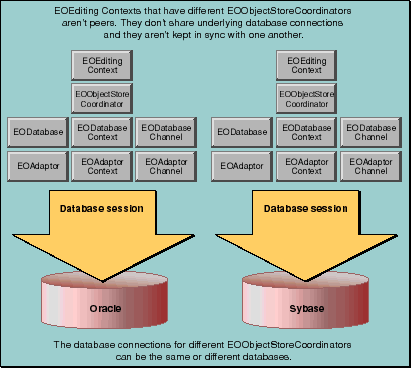 EOEditing Contexts that have different EOObjectStoreCoordinators
aren't peers. They don't share underlying database connections
and they aren't kept in sync with one another.
EOEditing
Context
EOObjectStore
Coordinator
EODatabase
EODatabase
Context
EODatabase
Channel
EOAdaptor
EOAdaptor
Context
EOAdaptor
Channel
Database session
Oracle
EOEditing
Context
EOObjectStore
Coordinator
EODatabase
EODatabase
Context
EODatabase
Channel
EOAdaptor
EOAdaptor
Context
EOAdaptor
Channel
Database session
Sybase
The database connections for different EOObjectStoreCoordinators
can be the same or different databases.